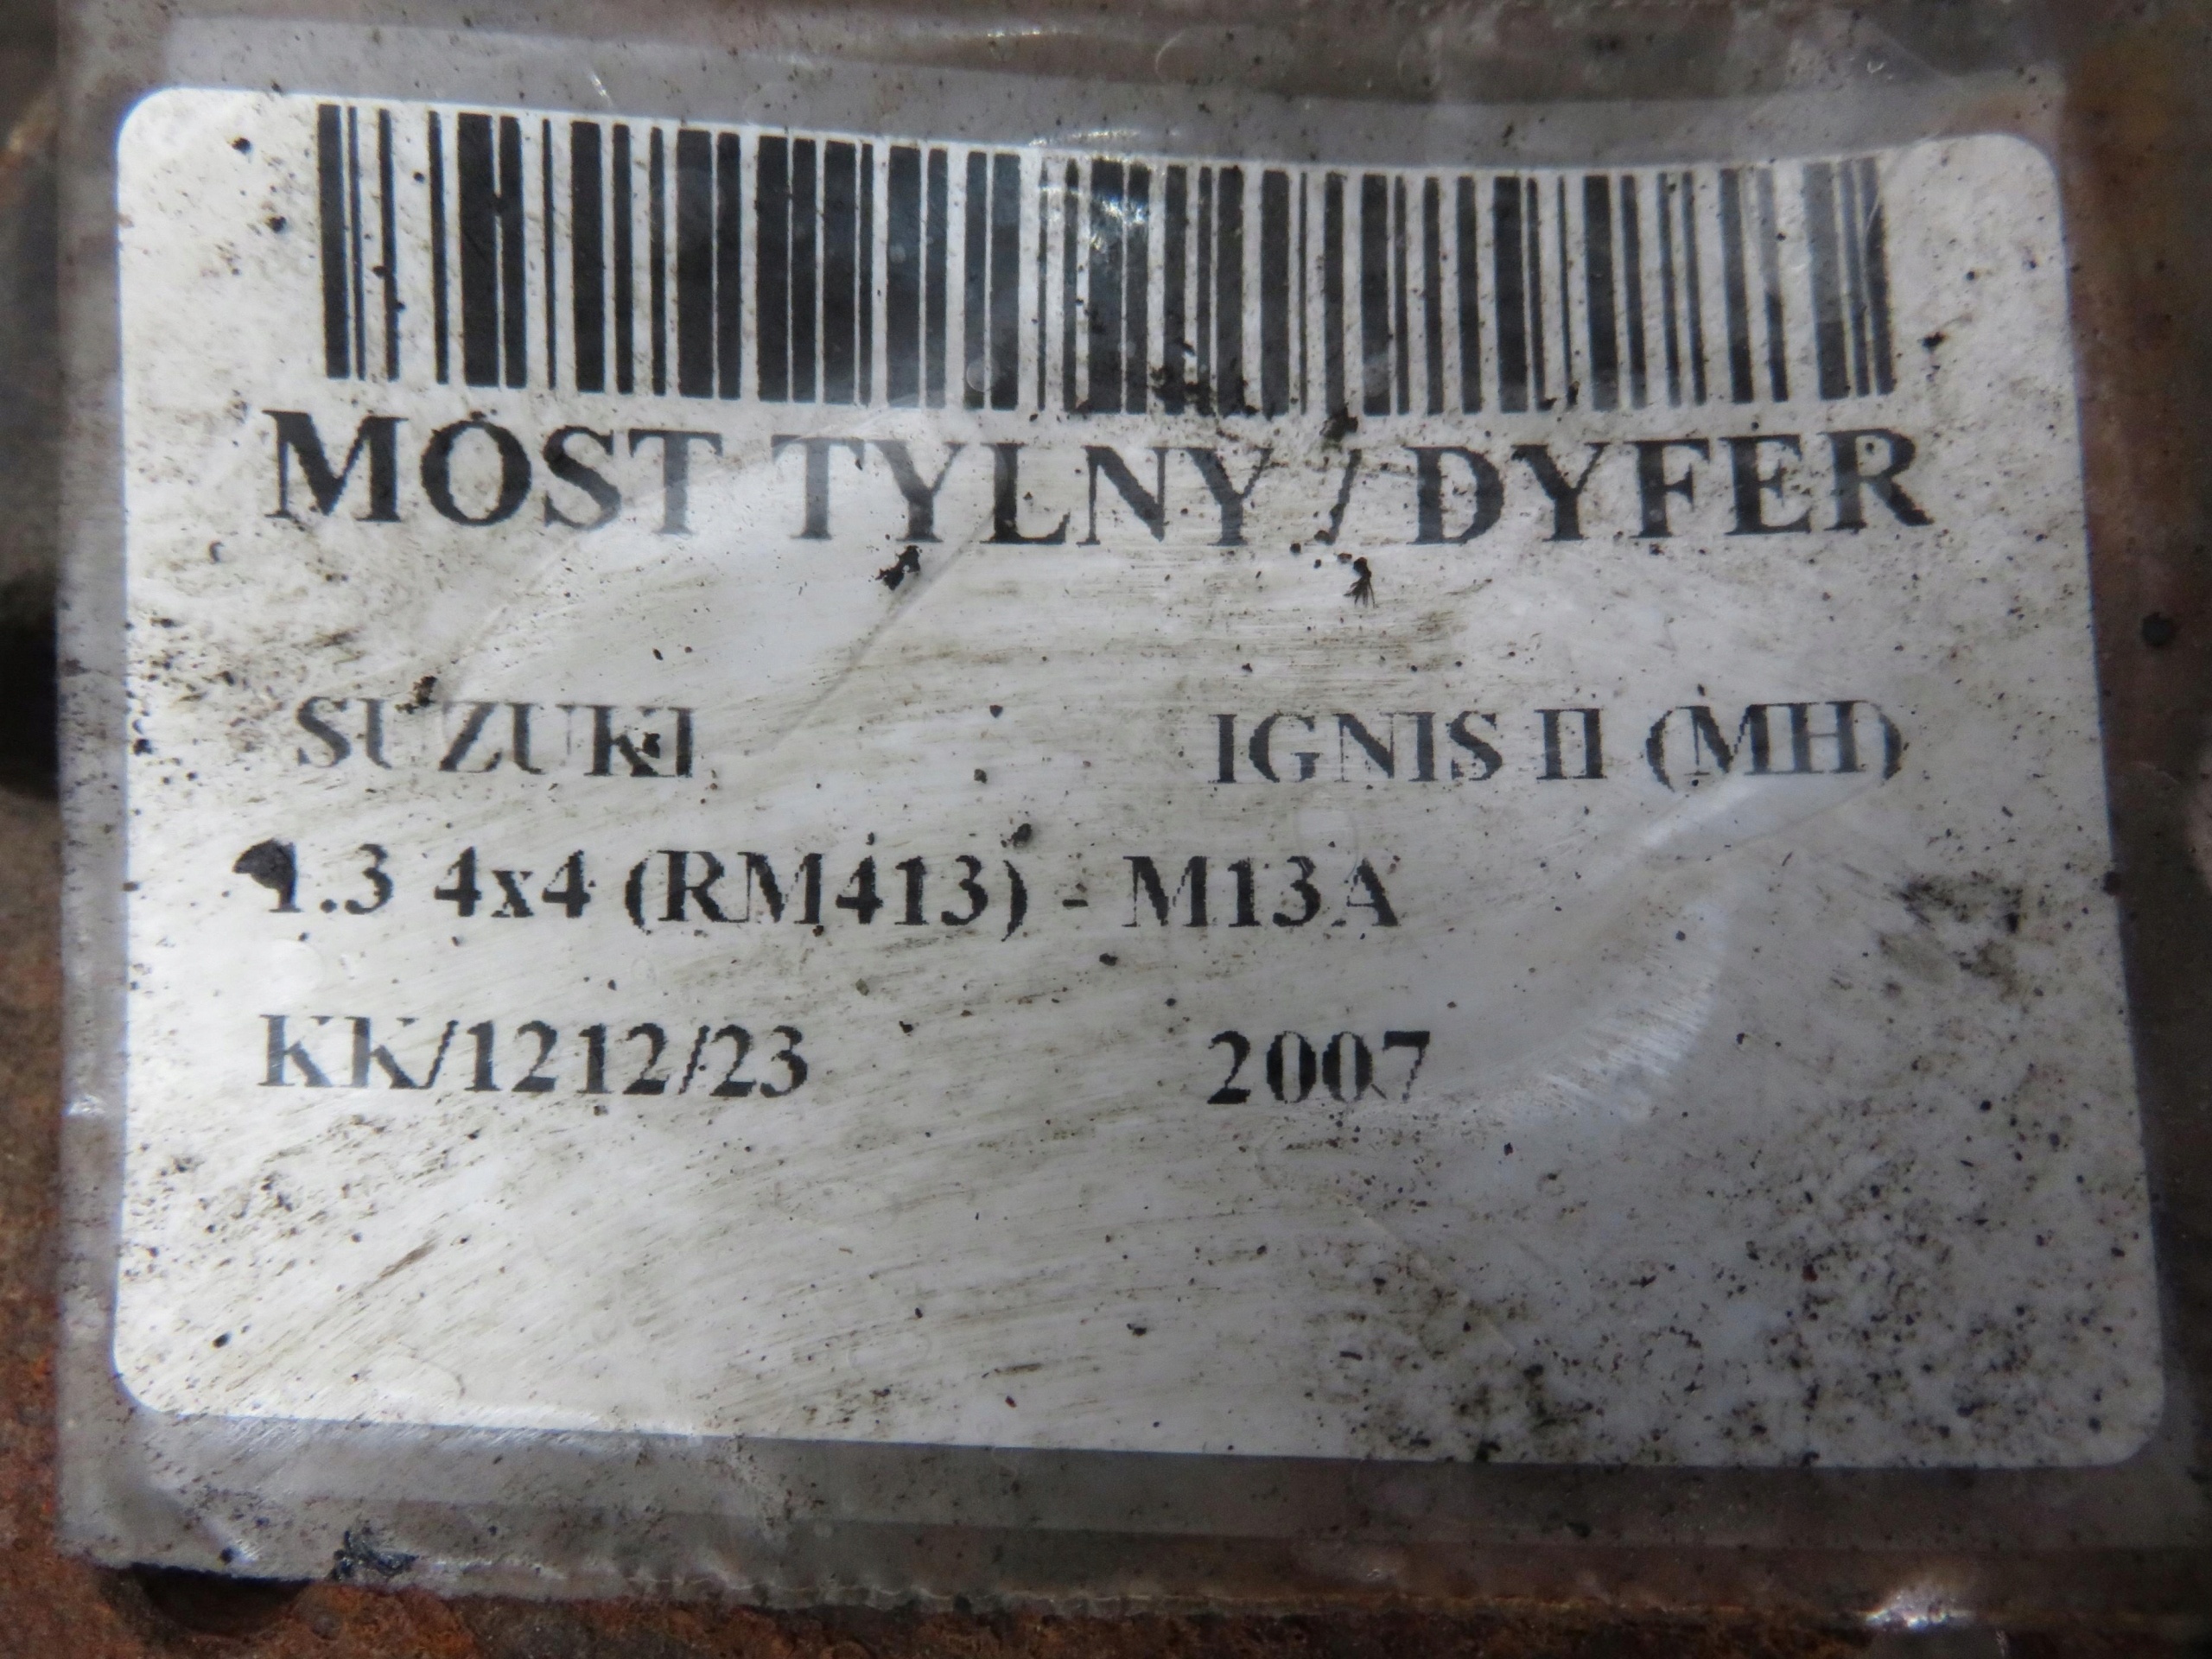 MOST TYLNY / DYFER
SUZUKI IGNIS II (MH)
1.3 4x4 (RM413) - M13A
KK/1212/23 2007